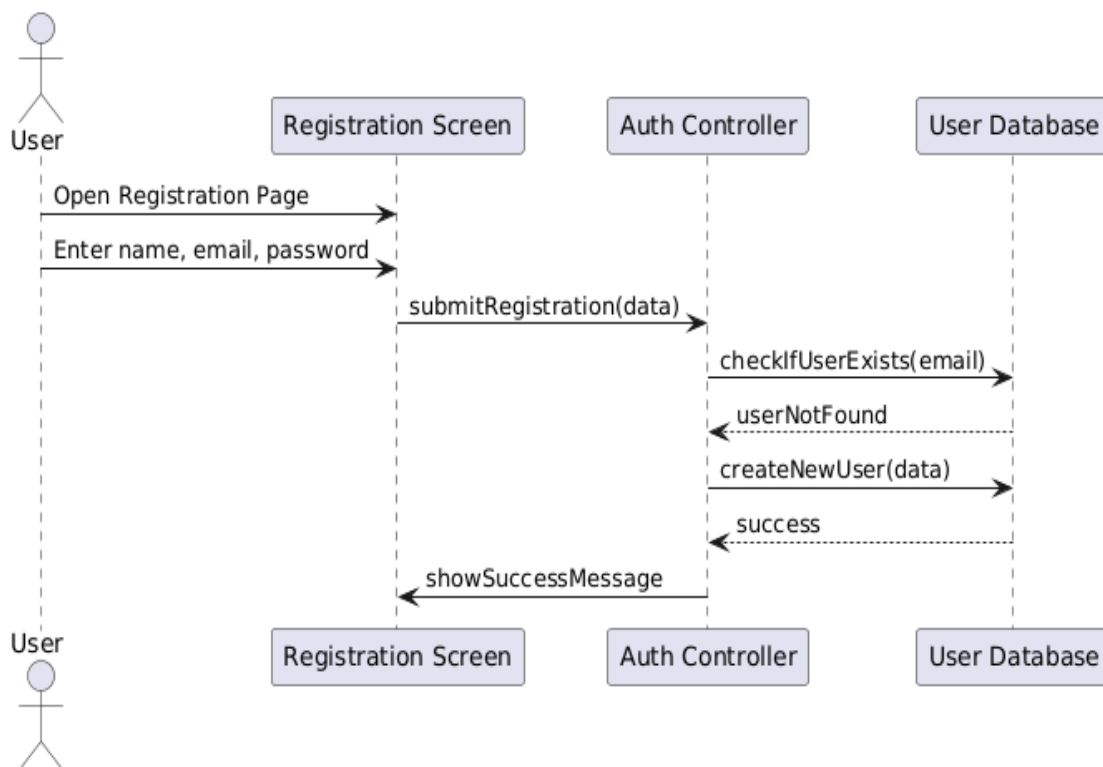 User
Registration Screen
Auth Controller
User Database
Open Registration Page
Enter name, email, password
submitRegistration(data)
checkIfUserExists(email)
userNotFound
createNewUser(data)
success
showSuccessMessage
User
Registration Screen
Auth Controller
User Database